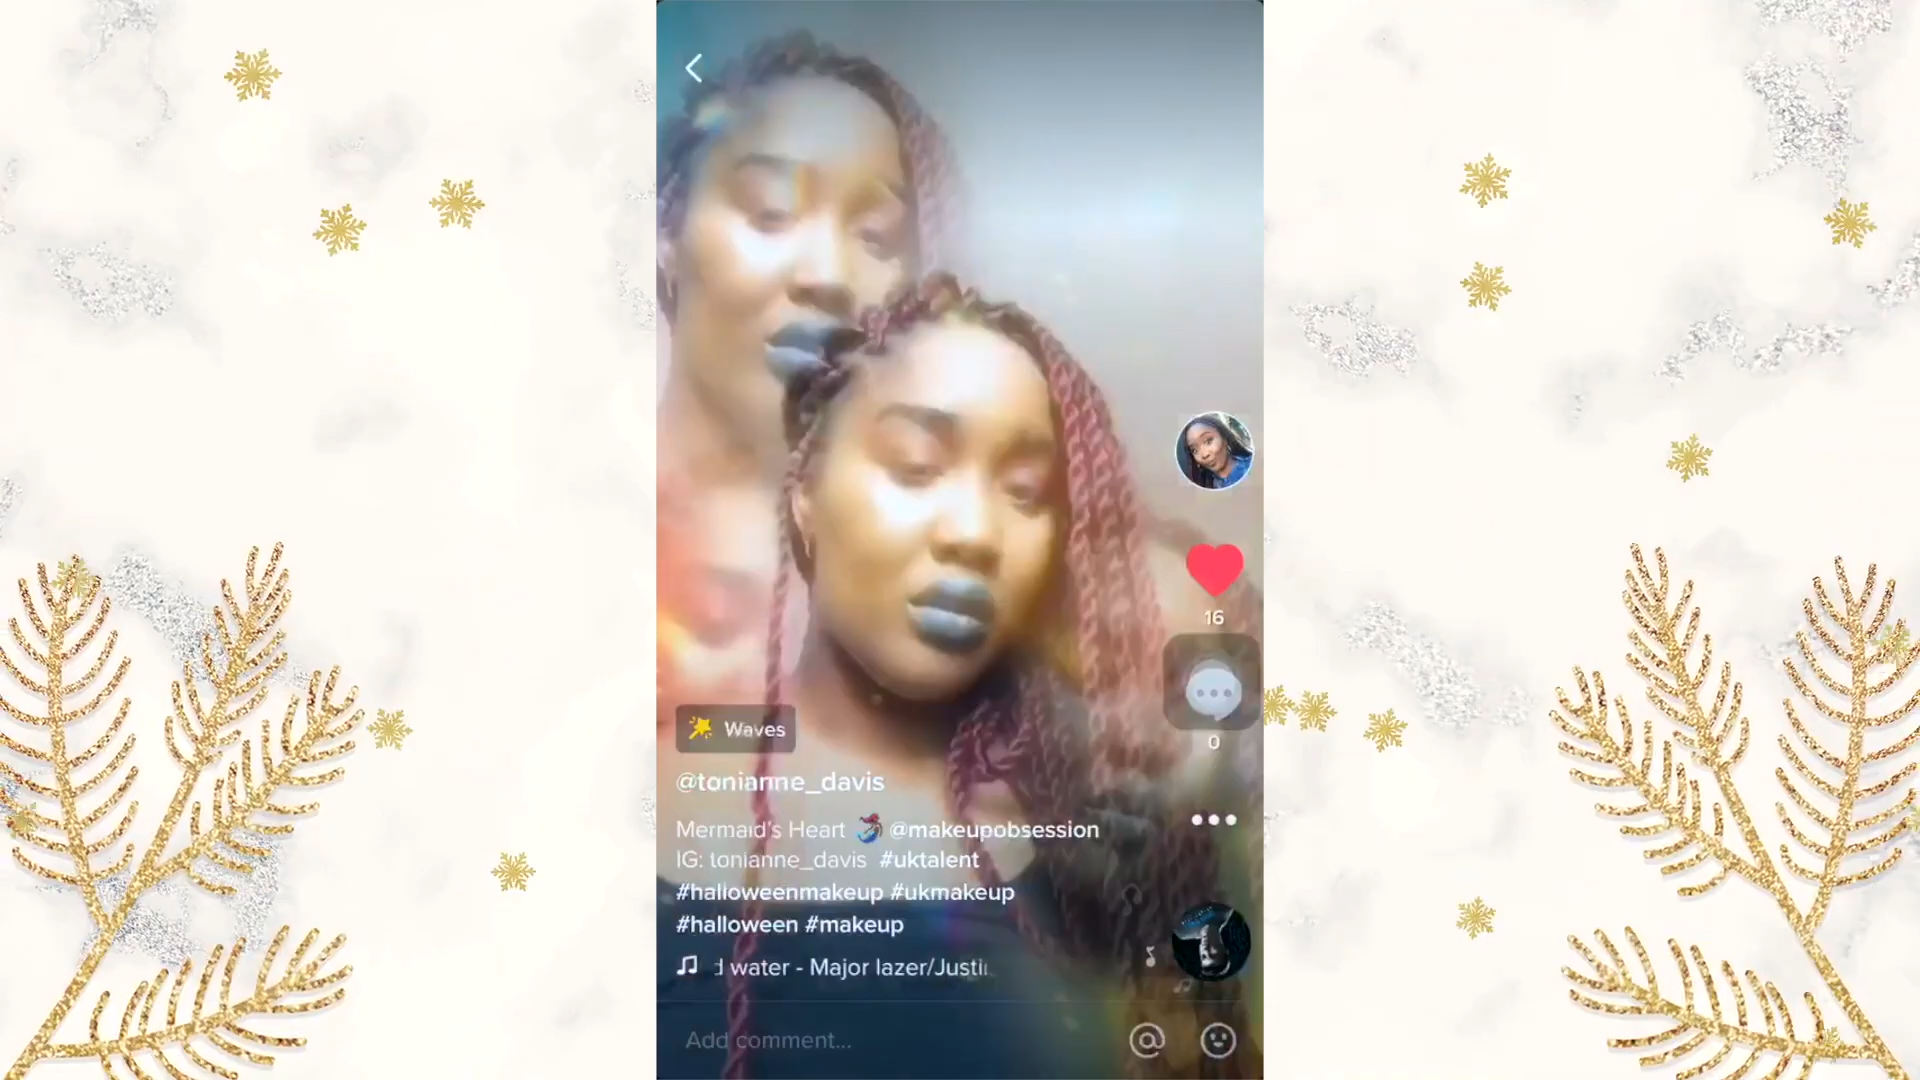 16
0
Waves
@tonianne_davis
Mermaid's Heart 🧜‍♀️ @makeupobsession
IG: tonianne_davis #uktalent
#halloweenmakeup #ukmakeup
#halloween #makeup
d water - Major lazer/Justi
Add comment...